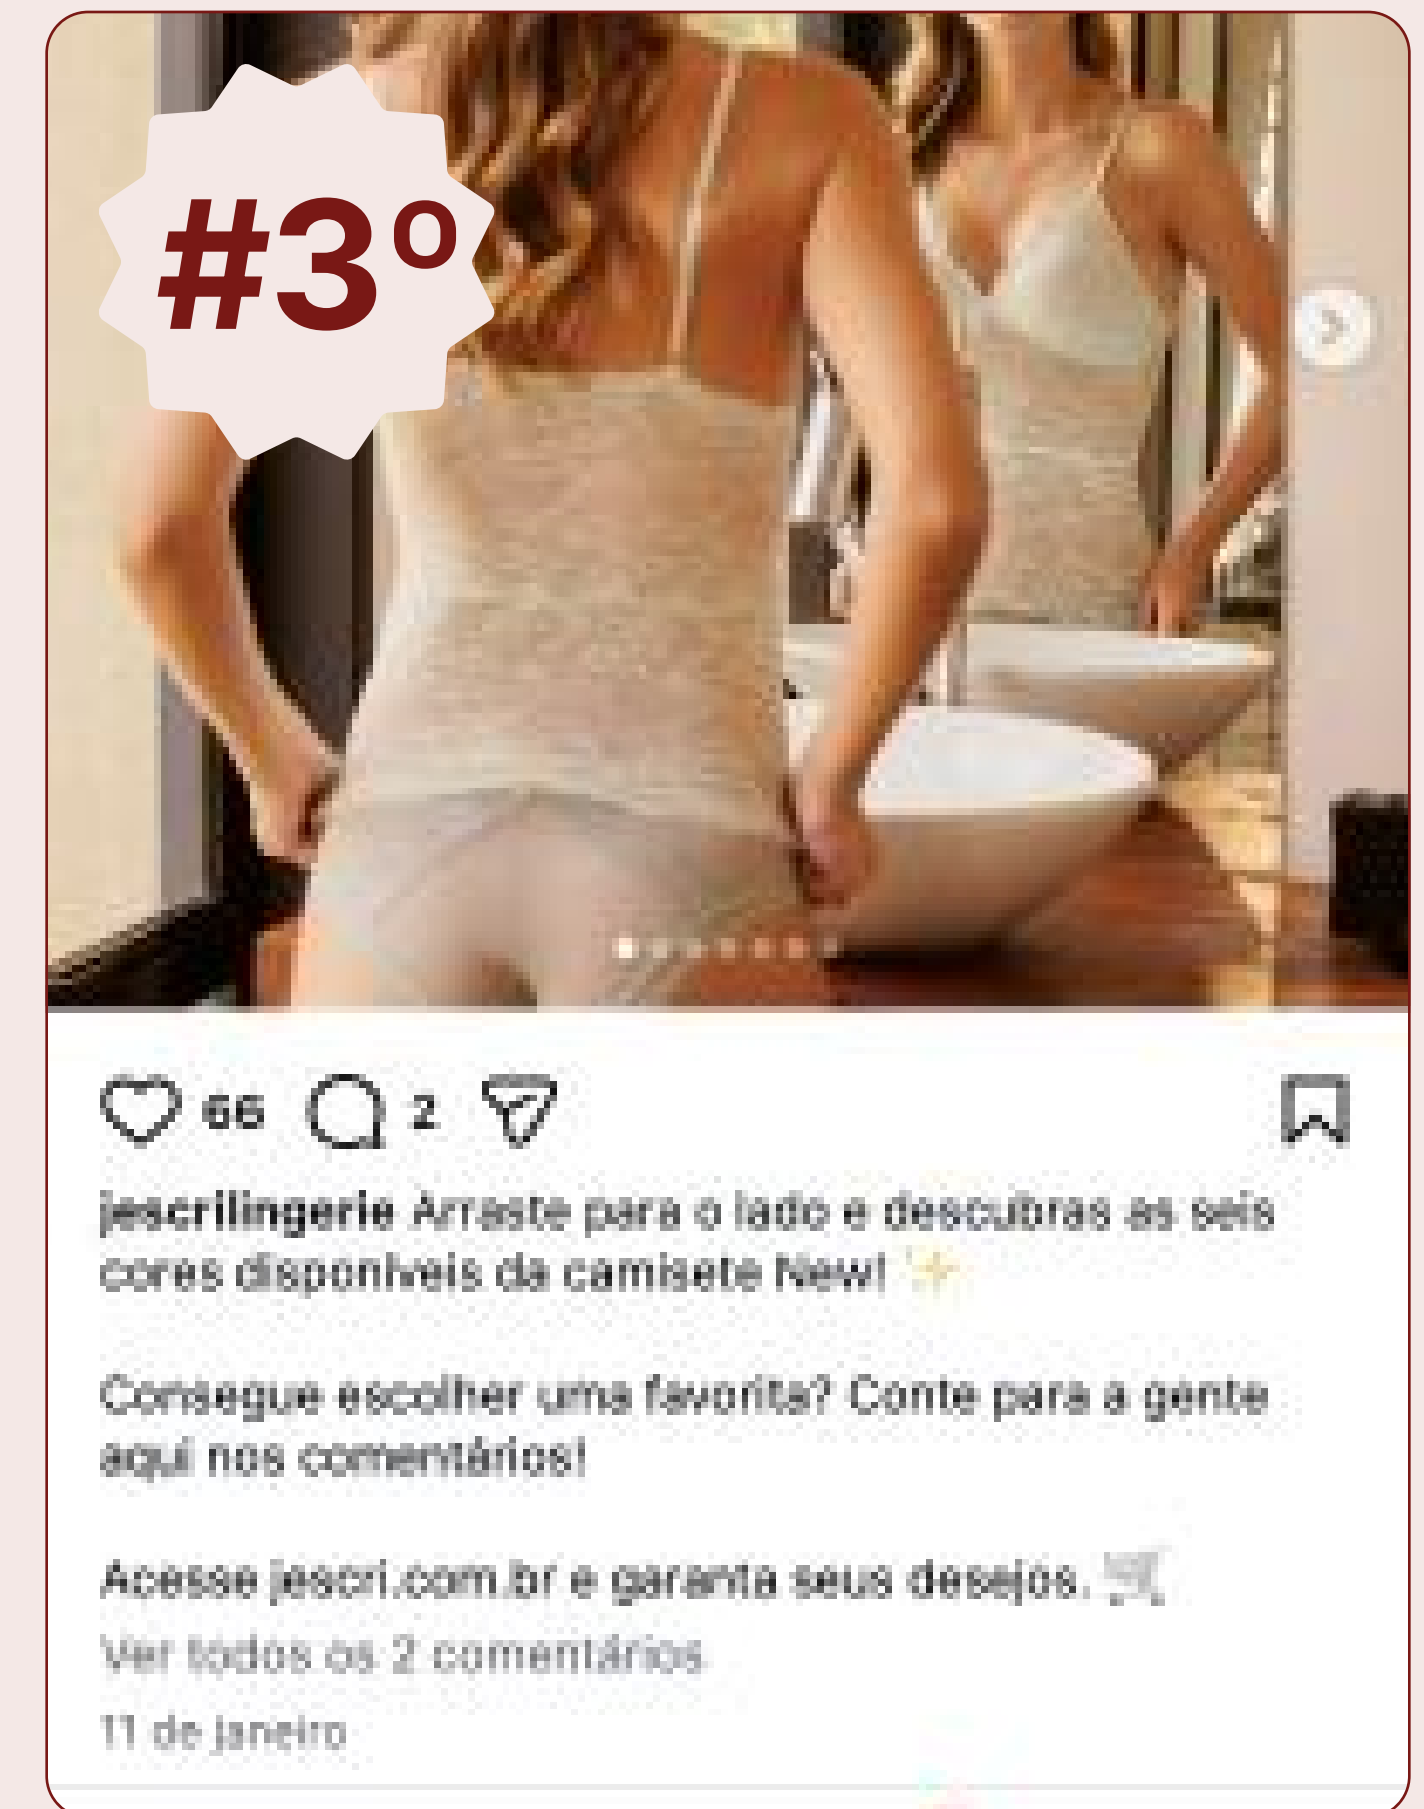 #3º
66 2
jescrilingerie Arraste para o lado e descubras as seis
cores disponíveis da camisete New!
Consegue escolher uma favorita? Conte para a gente
aqui nos comentários!
Acesse jescri.com.br e garanta seus desejos.
Ver todos os 2 comentários
11 de janeiro